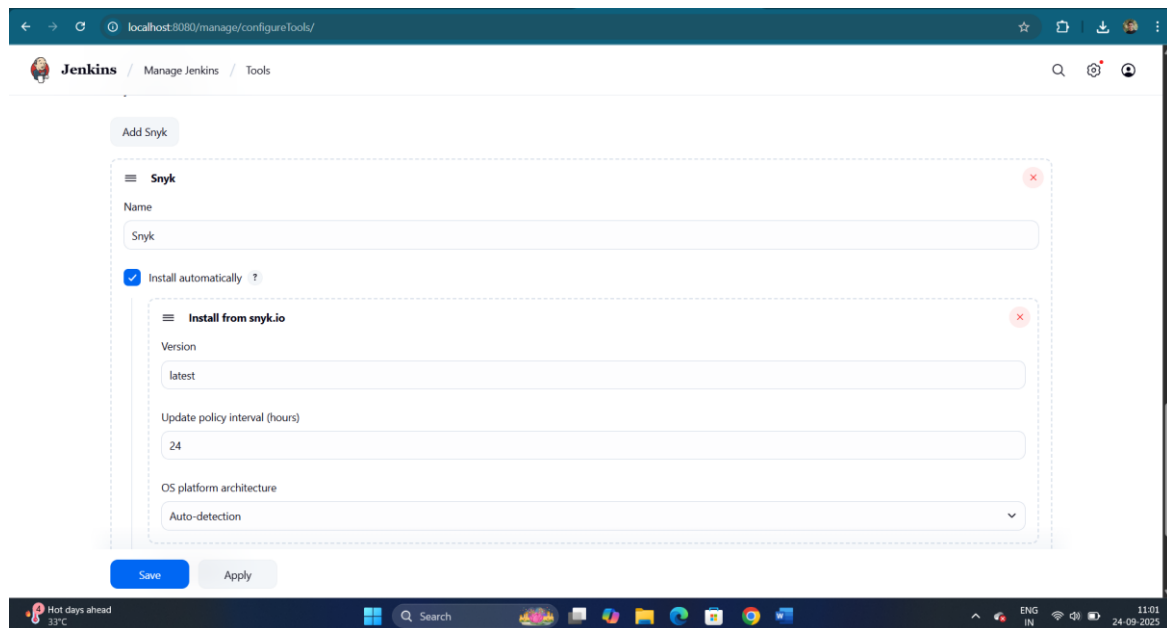 localhost:8080/manage/configureTools/
Jenkins / Manage Jenkins / Tools
Add Snyk
Snyk
Name
Snyk
Install automatically ?
Install from snyk.io
Version
latest
Update policy interval (hours)
24
OS platform architecture
Auto-detection
Save Apply
4 Hot days ahead
33°C
Search
ENG
IN
11:01
24-09-2025